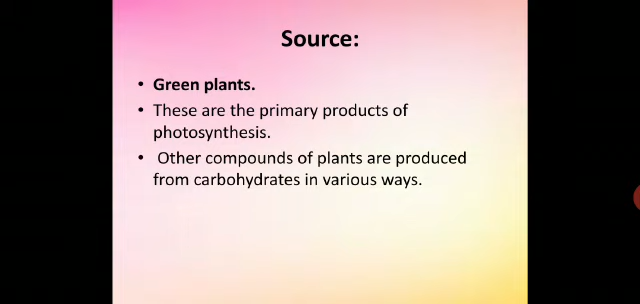 Source:
• Green plants.
• These are the primary products of
photosynthesis.
• Other compounds of plants are produced
from carbohydrates in various ways.